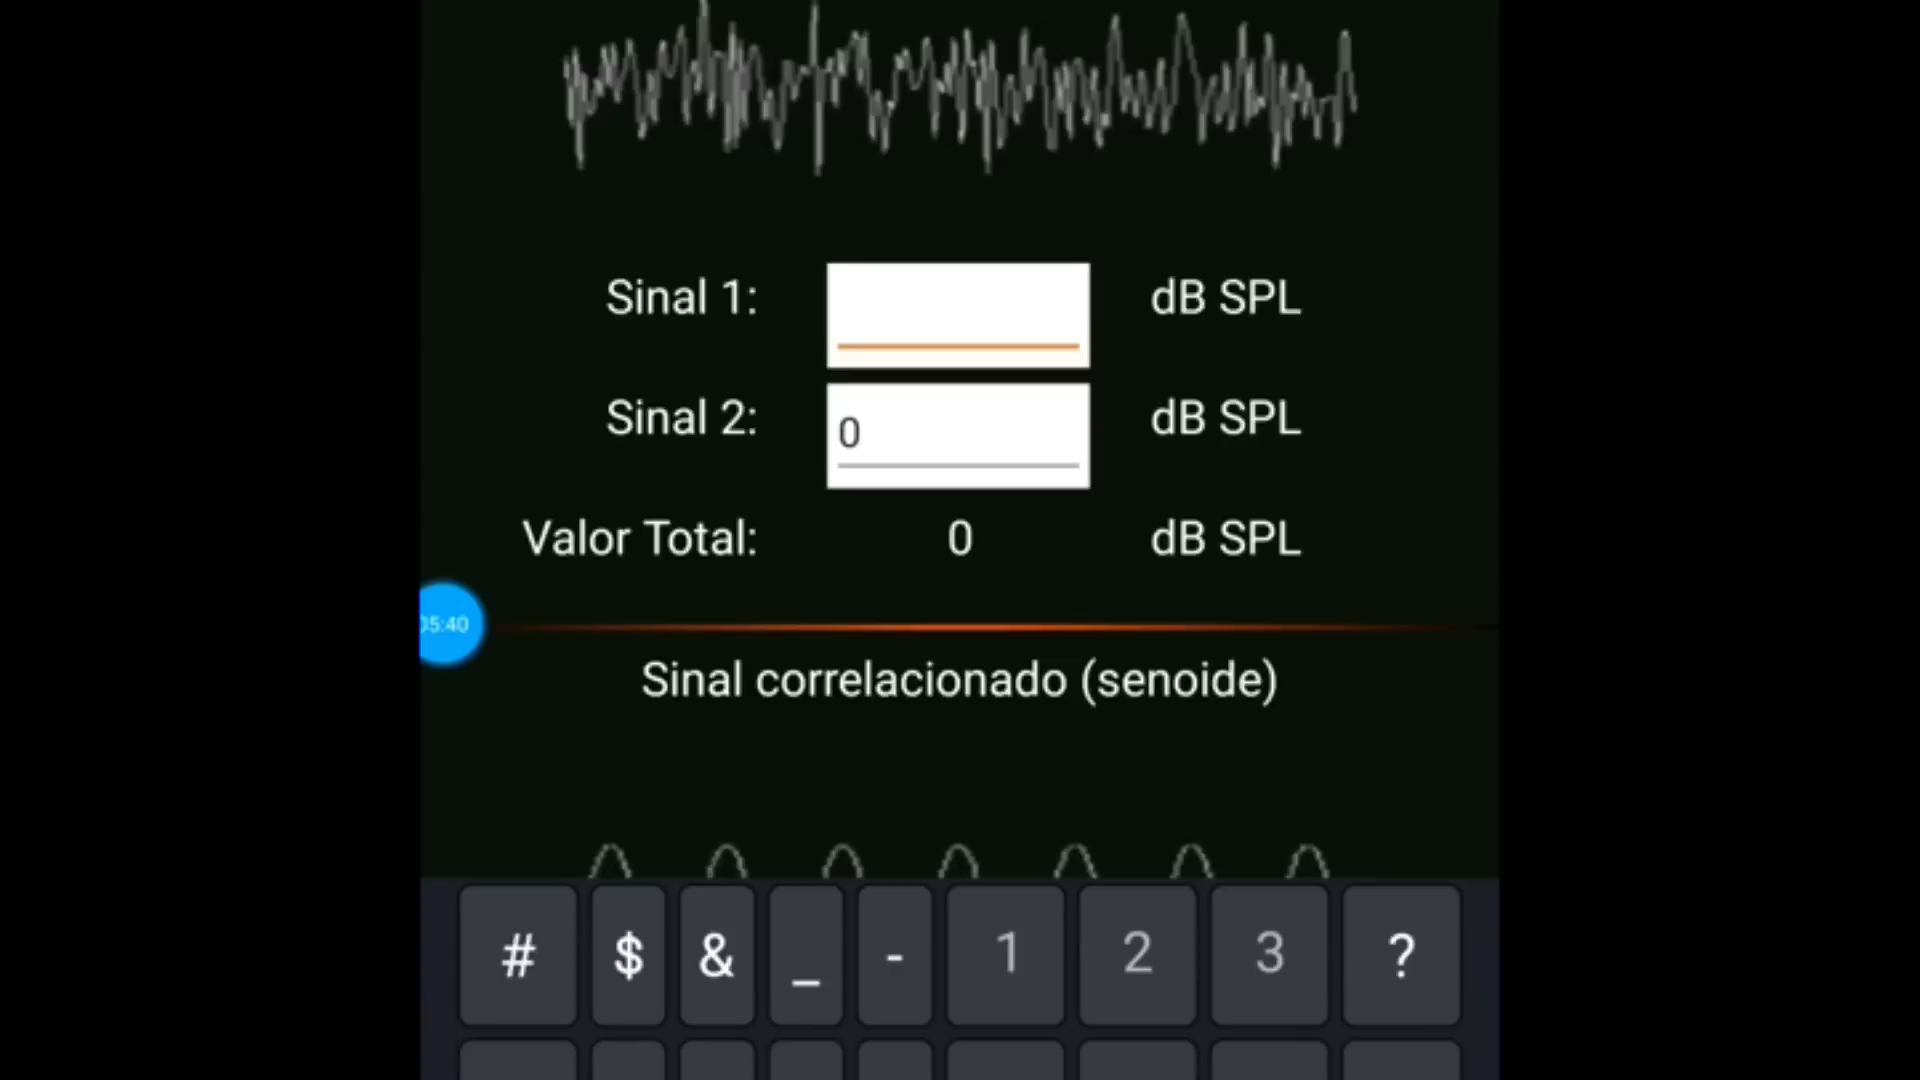 Sinal 1:
dB SPL
Sinal 2:
0
dB SPL
Valor Total:
0
dB SPL
05:40
Sinal correlacionado (senoide)
# $ & _ - 1 2 3 ?